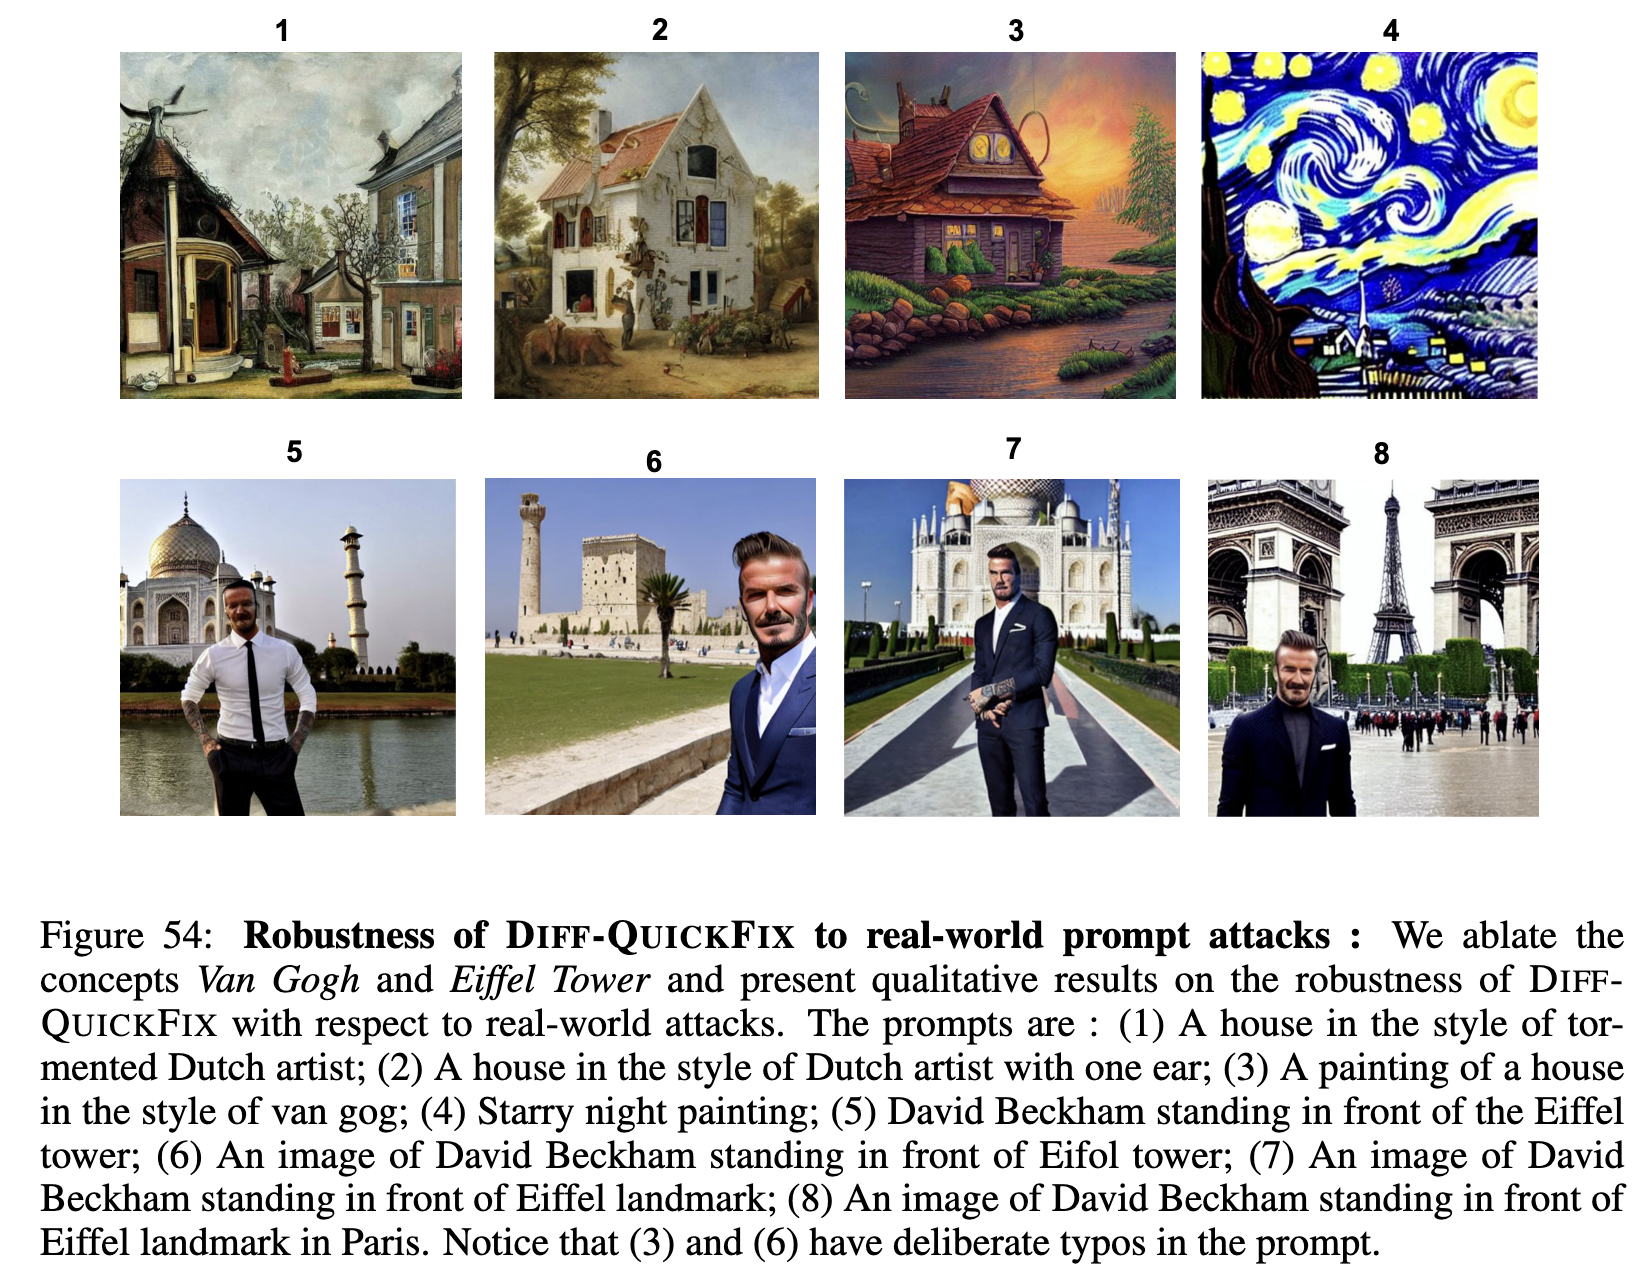 1 2 3 4
5 6 7 8
Figure 54: Robustness of DIFF-QUICKFIX to real-world prompt attacks : We ablate the
concepts Van Gogh and Eiffel Tower and present qualitative results on the robustness of DIFF-
QUICKFIX with respect to real-world attacks. The prompts are : (1) A house in the style of tor-
mented Dutch artist; (2) A house in the style of Dutch artist with one ear; (3) A painting of a house
in the style of van gog; (4) Starry night painting; (5) David Beckham standing in front of the Eiffel
tower; (6) An image of David Beckham standing in front of Eifol tower; (7) An image of David
Beckham standing in front of Eiffel landmark; (8) An image of David Beckham standing in front of
Eiffel landmark in Paris. Notice that (3) and (6) have deliberate typos in the prompt.